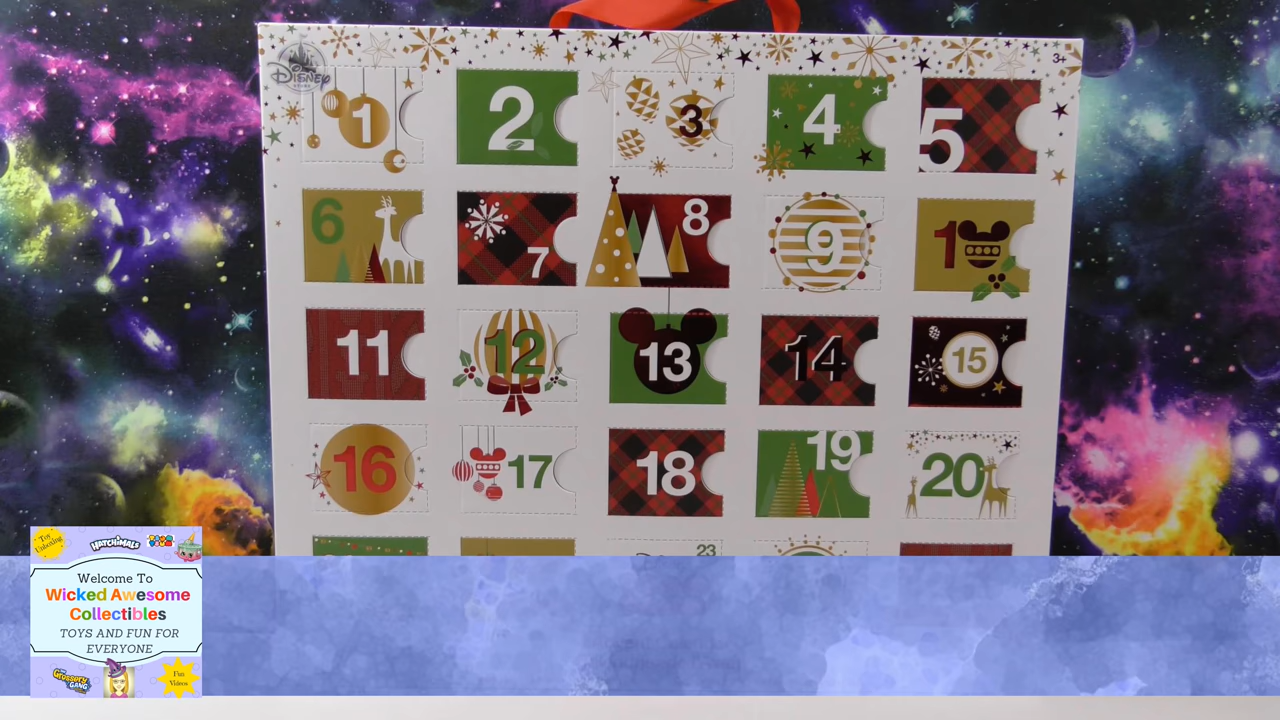 DISNEY
STORE
3+
1
2
3
4
5
6
7
8
9
10
11
12
13
14
15
16
17
18
19
20
23
Toy
Unboxing
HATCHIMALS
Welcome To
Wicked Awesome
Collectibles
TOYS AND FUN FOR
EVERYONE
THE
GROSSERY
GANG
Fun
Videos